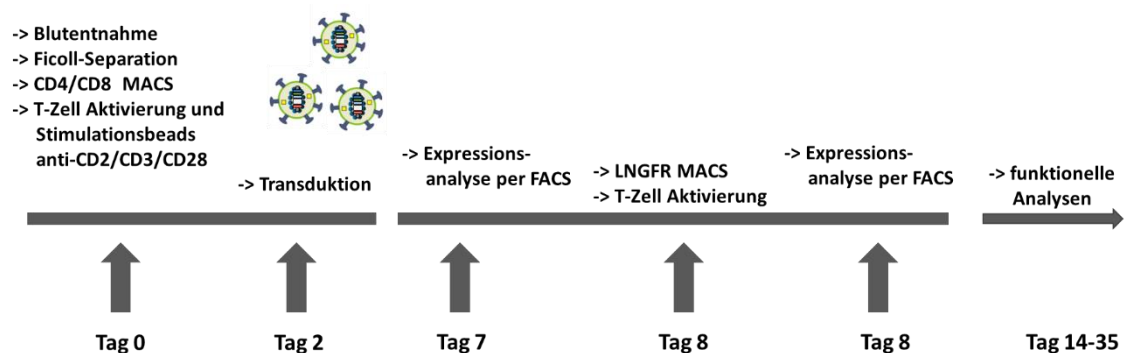 -> Blutentnahme
-> Ficoll-Separation
-> CD4/CD8 MACS
-> T-Zell Aktivierung und
Stimulationsbeads
anti-CD2/CD3/CD28
-> Transduktion
-> Expressions-
analyse per FACS
-> LNGFR MACS
-> T-Zell Aktivierung
-> Expressions-
analyse per FACS
-> funktionelle
Analysen
Tag 0
Tag 2
Tag 7
Tag 8
Tag 8
Tag 14-35